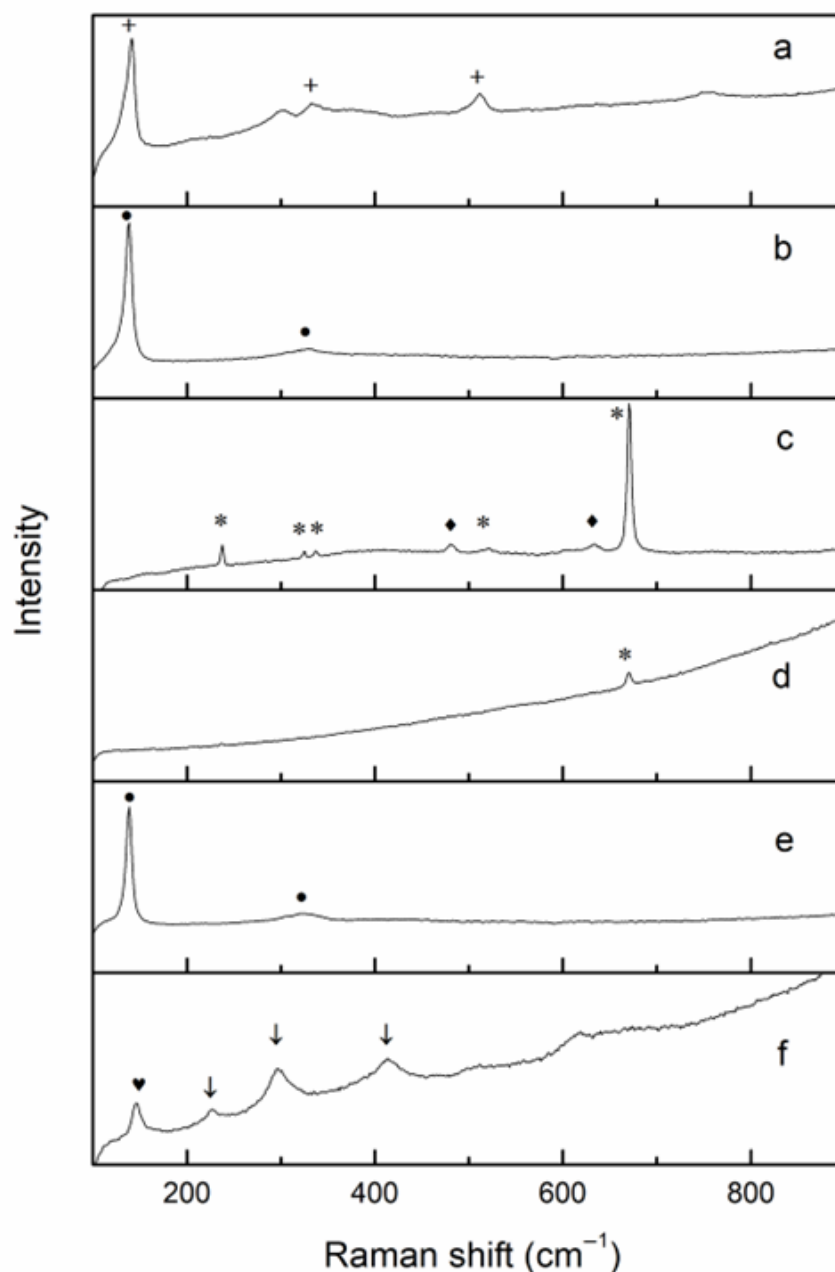 + + + a
● ● b
* * * ♦ * ♦ * c
* d
● ● e
♥ ↓ ↓ ↓ f
Intensity
200 400 600 800
Raman shift (cm⁻¹)